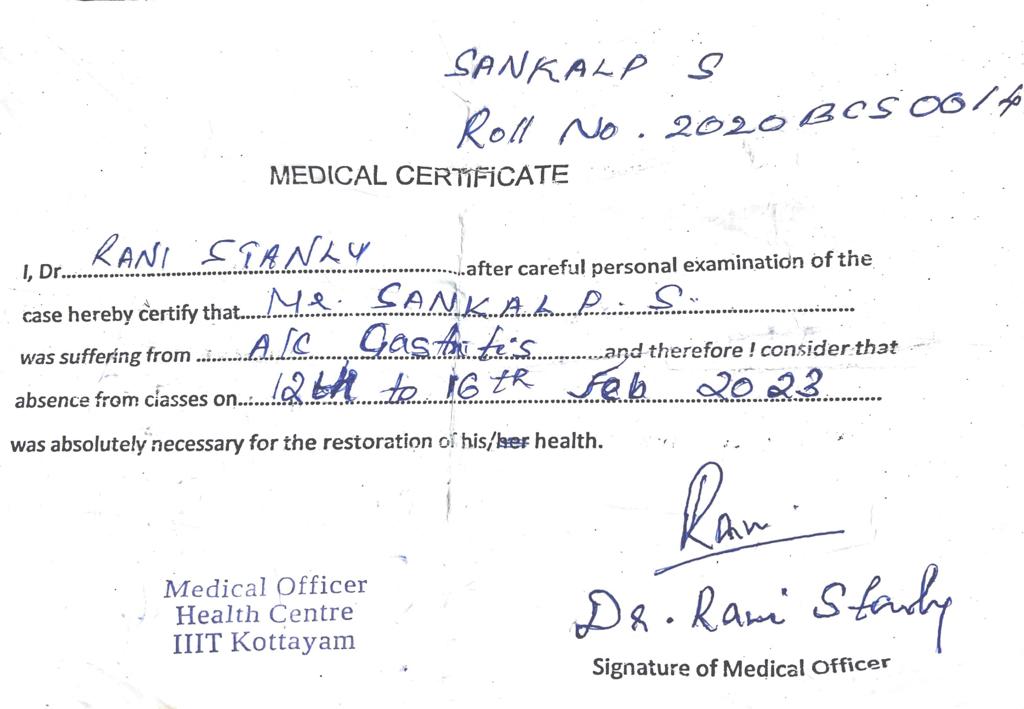 SANKALP S
Roll No. 2020BCS0014
MEDICAL CERTIFICATE
I, Dr. RANI STANLY after careful personal examination of the
case hereby certify that Mr. SANKALP. S.
was suffering from A/C Gastritis and therefore I consider that
absence from classes on 12th to 16th Feb 2023
was absolutely necessary for the restoration of his/her health.
Rani
Medical Officer
Health Centre
IIIT Kottayam
Dr. Rani Stanly
Signature of Medical Officer